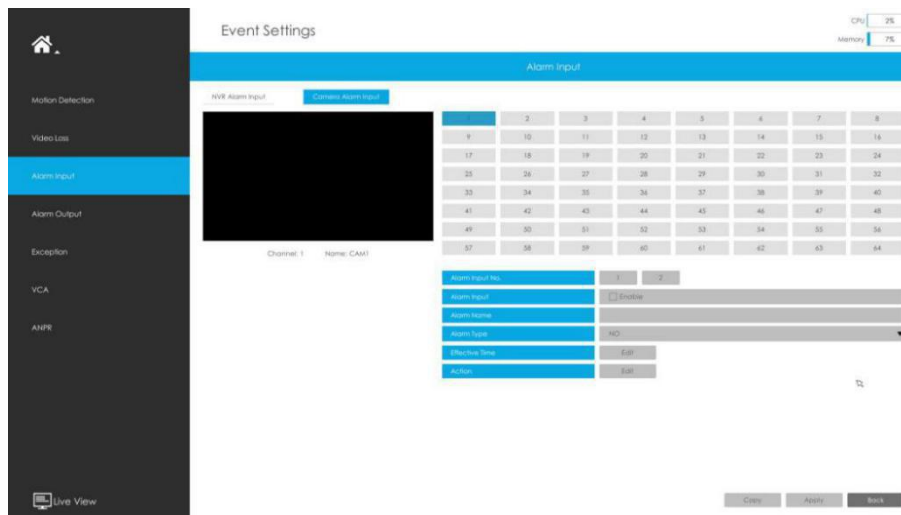 Event Settings
CPU 2%
Memory 7%
Alarm Input
Motion Detection
Video Loss
Alarm Input
Alarm Output
Exception
VCA
ANPR
Live View
NVR Alarm Input Camera Alarm Input
Channel: 1 Name: CAM1
1 2 3 4 5 6 7 8
9 10 11 12 13 14 15 16
17 18 19 20 21 22 23 24
25 26 27 28 29 30 31 32
33 34 35 36 37 38 39 40
41 42 43 44 45 46 47 48
49 50 51 52 53 54 55 56
57 58 59 60 61 62 63 64
Alarm Input No. 1 2
Alarm Input Enable
Alarm Name
Alarm Type NO
Effective Time Edit
Action Edit
Copy Apply Back